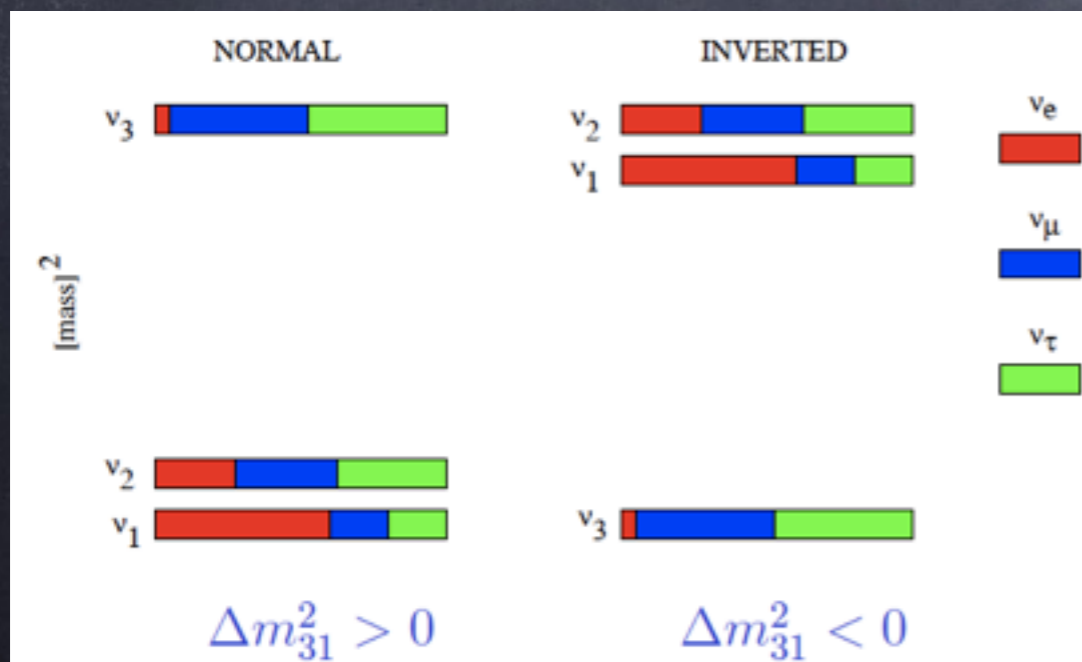 NORMAL INVERTED
ν₃ ν₂ νe
ν₁
νμ
[mass]²
ντ
ν₂
ν₁ ν₃
Δm²₃₁ > 0 Δm²₃₁ < 0